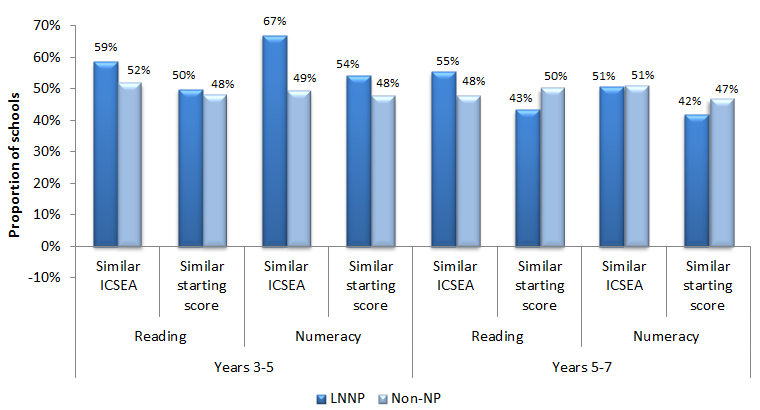 70%
60%
50%
40%
30%
20%
10%
0%
-10%
Proportion of schools
59% 52% 50% 48% 67% 49% 54% 48% 55% 48% 43% 50% 51% 51% 42% 47%
Similar Similar Similar Similar Similar Similar Similar Similar
ICSEA starting ICSEA starting ICSEA starting ICSEA starting
score score score score
Reading Numeracy Reading Numeracy
Years 3-5 Years 5-7
LNNP Non-NP